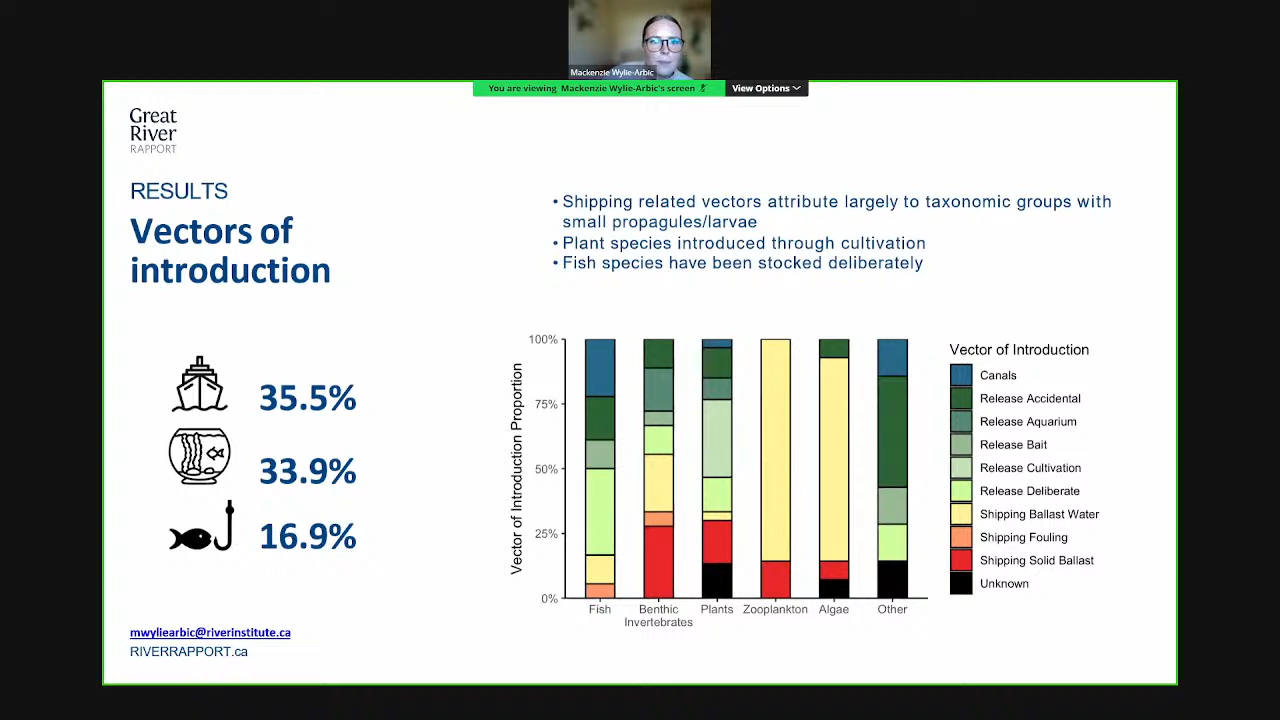 Mackenzie Wylie-Arbic
You are viewing Mackenzie Wylie-Arbic's screen
View Options
Great
River
RAPPORT
RESULTS
Vectors of
introduction
• Shipping related vectors attribute largely to taxonomic groups with
small propagules/larvae
• Plant species introduced through cultivation
• Fish species have been stocked deliberately
35.5%
33.9%
16.9%
Vector of Introduction Proportion
100%
75%
50%
25%
0%
Fish
Benthic
Invertebrates
Plants
Zooplankton
Algae
Other
Vector of Introduction
Canals
Release Accidental
Release Aquarium
Release Bait
Release Cultivation
Release Deliberate
Shipping Ballast Water
Shipping Fouling
Shipping Solid Ballast
Unknown
mwyliearbic@riverinstitute.ca
RIVERRAPPORT.ca